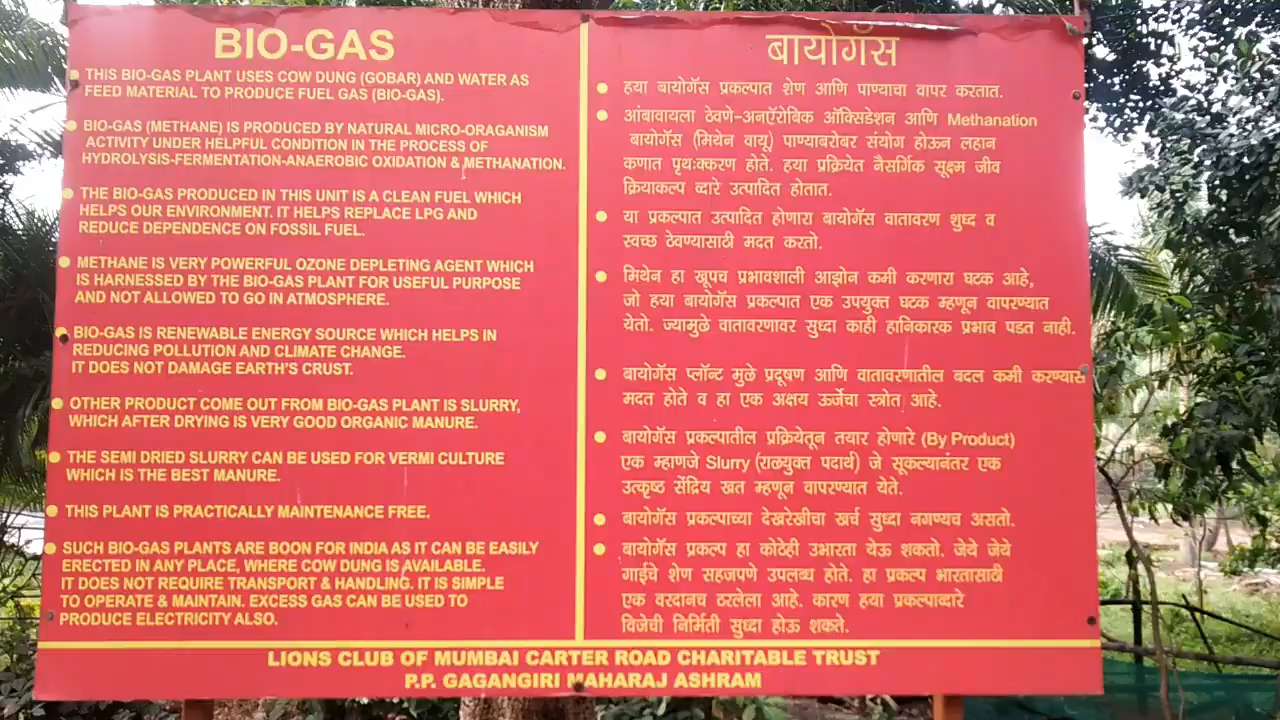 BIO-GAS
THIS BIO-GAS PLANT USES COW DUNG (GOBAR) AND WATER AS
FEED MATERIAL TO PRODUCE FUEL GAS (BIO-GAS).
BIO-GAS (METHANE) IS PRODUCED BY NATURAL MICRO-ORAGANISM
ACTIVITY UNDER HELPFUL CONDITION IN THE PROCESS OF
HYDROLYSIS-FERMENTATION-ANAEROBIC OXIDATION & METHANATION.
THE BIO-GAS PRODUCED IN THIS UNIT IS A CLEAN FUEL WHICH
HELPS OUR ENVIRONMENT. IT HELPS REPLACE LPG AND
REDUCE DEPENDENCE ON FOSSIL FUEL.
METHANE IS VERY POWERFUL OZONE DEPLETING AGENT WHICH
IS HARNESSED BY THE BIO-GAS PLANT FOR USEFUL PURPOSE
AND NOT ALLOWED TO GO IN ATMOSPHERE.
BIO-GAS IS RENEWABLE ENERGY SOURCE WHICH HELPS IN
REDUCING POLLUTION AND CLIMATE CHANGE.
IT DOES NOT DAMAGE EARTH'S CRUST.
OTHER PRODUCT COME OUT FROM BIO-GAS PLANT IS SLURRY,
WHICH AFTER DRYING IS VERY GOOD ORGANIC MANURE.
THE SEMI DRIED SLURRY CAN BE USED FOR VERMI CULTURE
WHICH IS THE BEST MANURE.
THIS PLANT IS PRACTICALLY MAINTENANCE FREE.
SUCH BIO-GAS PLANTS ARE BOON FOR INDIA AS IT CAN BE EASILY
ERECTED IN ANY PLACE, WHERE COW DUNG IS AVAILABLE.
IT DOES NOT REQUIRE TRANSPORT & HANDLING. IT IS SIMPLE
TO OPERATE & MAINTAIN. EXCESS GAS CAN BE USED TO
PRODUCE ELECTRICITY ALSO.
बायोगॅस
हया बायोगॅस प्रकल्पात शेण आणि पाण्याचा वापर करतात.
आंबावायला ठेवणे-अनऍरोबिक ऑक्सिडेशन आणि Methanation
बायोगॅस (मिथेन वायू) पाण्याबरोबर संयोग होऊन लहान
कणात पृथःक्करण होते. हया प्रक्रियेत नैसर्गिक सूक्ष्म जीव
क्रियाकल्प व्दारे उत्पादित होतात.
या प्रकल्पात उत्पादित होणारा बायोगॅस वातावरण शुध्द व
स्वच्छ ठेवण्यासाठी मदत करतो.
मिथेन हा खूपच प्रभावशाली आझोन कमी करणारा घटक आहे,
जो हया बायोगॅस प्रकल्पात एक उपयुक्त घटक म्हणून वापरण्यात
येतो. ज्यामुळे वातावरणावर सुध्दा काही हानिकारक प्रभाव पडत नाही.
बायोगॅस प्लॉन्ट मुळे प्रदूषण आणि वातावरणातील बदल कमी करण्यास
मदत होते व हा एक अक्षय ऊर्जेचा स्त्रोत आहे.
बायोगॅस प्रकल्पातील प्रक्रियेतून तयार होणारे (By Product)
एक म्हाणजे Slurry (राळयुक्त पदार्थ) जे सूकल्यानंतर एक
उत्कृष्ठ सेंद्रिय खत म्हणून वापरण्यात येते.
बायोगॅस प्रकल्पाच्या देखरेखीचा खर्च सुध्दा नगण्यच असतो.
बायोगॅस प्रकल्प हा कोठेही उभारता येऊ शकतो. जेथे जेथे
गाईचे शेण सहजपणे उपलब्ध होते. हा प्रकल्प भारतासाठी
एक वरदानच ठरलेला आहे. कारण हया प्रकल्पाव्दारे
विजेची निर्मिती सुध्दा होऊ शकते.
LIONS CLUB OF MUMBAI CARTER ROAD CHARITABLE TRUST
P.P. GAGANGIRI MAHARAJ ASHRAM